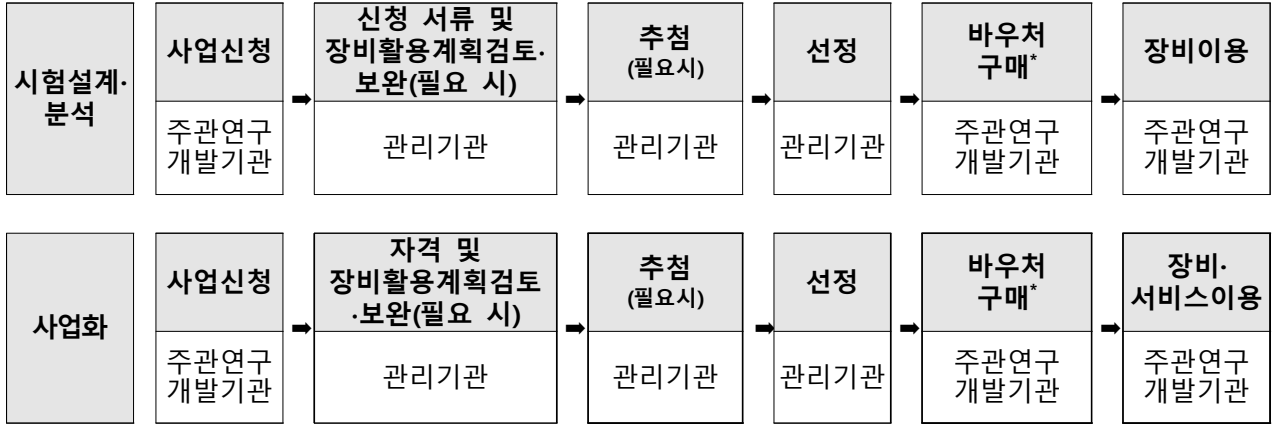 시험설계·
분석
사업신청
주관연구
개발기관
➡
신청 서류 및
장비활용계획검토·
보완(필요 시)
관리기관
➡
추첨
(필요시)
관리기관
➡
선정
관리기관
➡
바우처
구매*
주관연구
개발기관
➡
장비이용
주관연구
개발기관
사업화
사업신청
주관연구
개발기관
➡
자격 및
장비활용계획검토
·보완(필요 시)
관리기관
➡
추첨
(필요시)
관리기관
➡
선정
관리기관
➡
바우처
구매*
주관연구
개발기관
➡
장비·
서비스이용
주관연구
개발기관